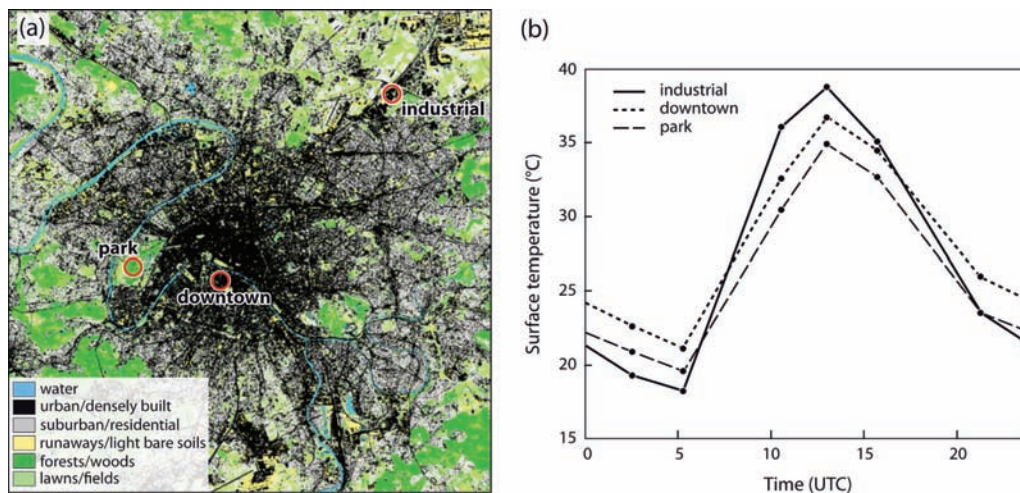 (a)
industrial
park
downtown
water
urban/densely built
suburban/residential
runaways/light bare soils
forests/woods
lawns/fields
(b)
40
35
30
25
20
15
Surface temperature (°C)
industrial
downtown
park
0
5
10
15
20
Time (UTC)